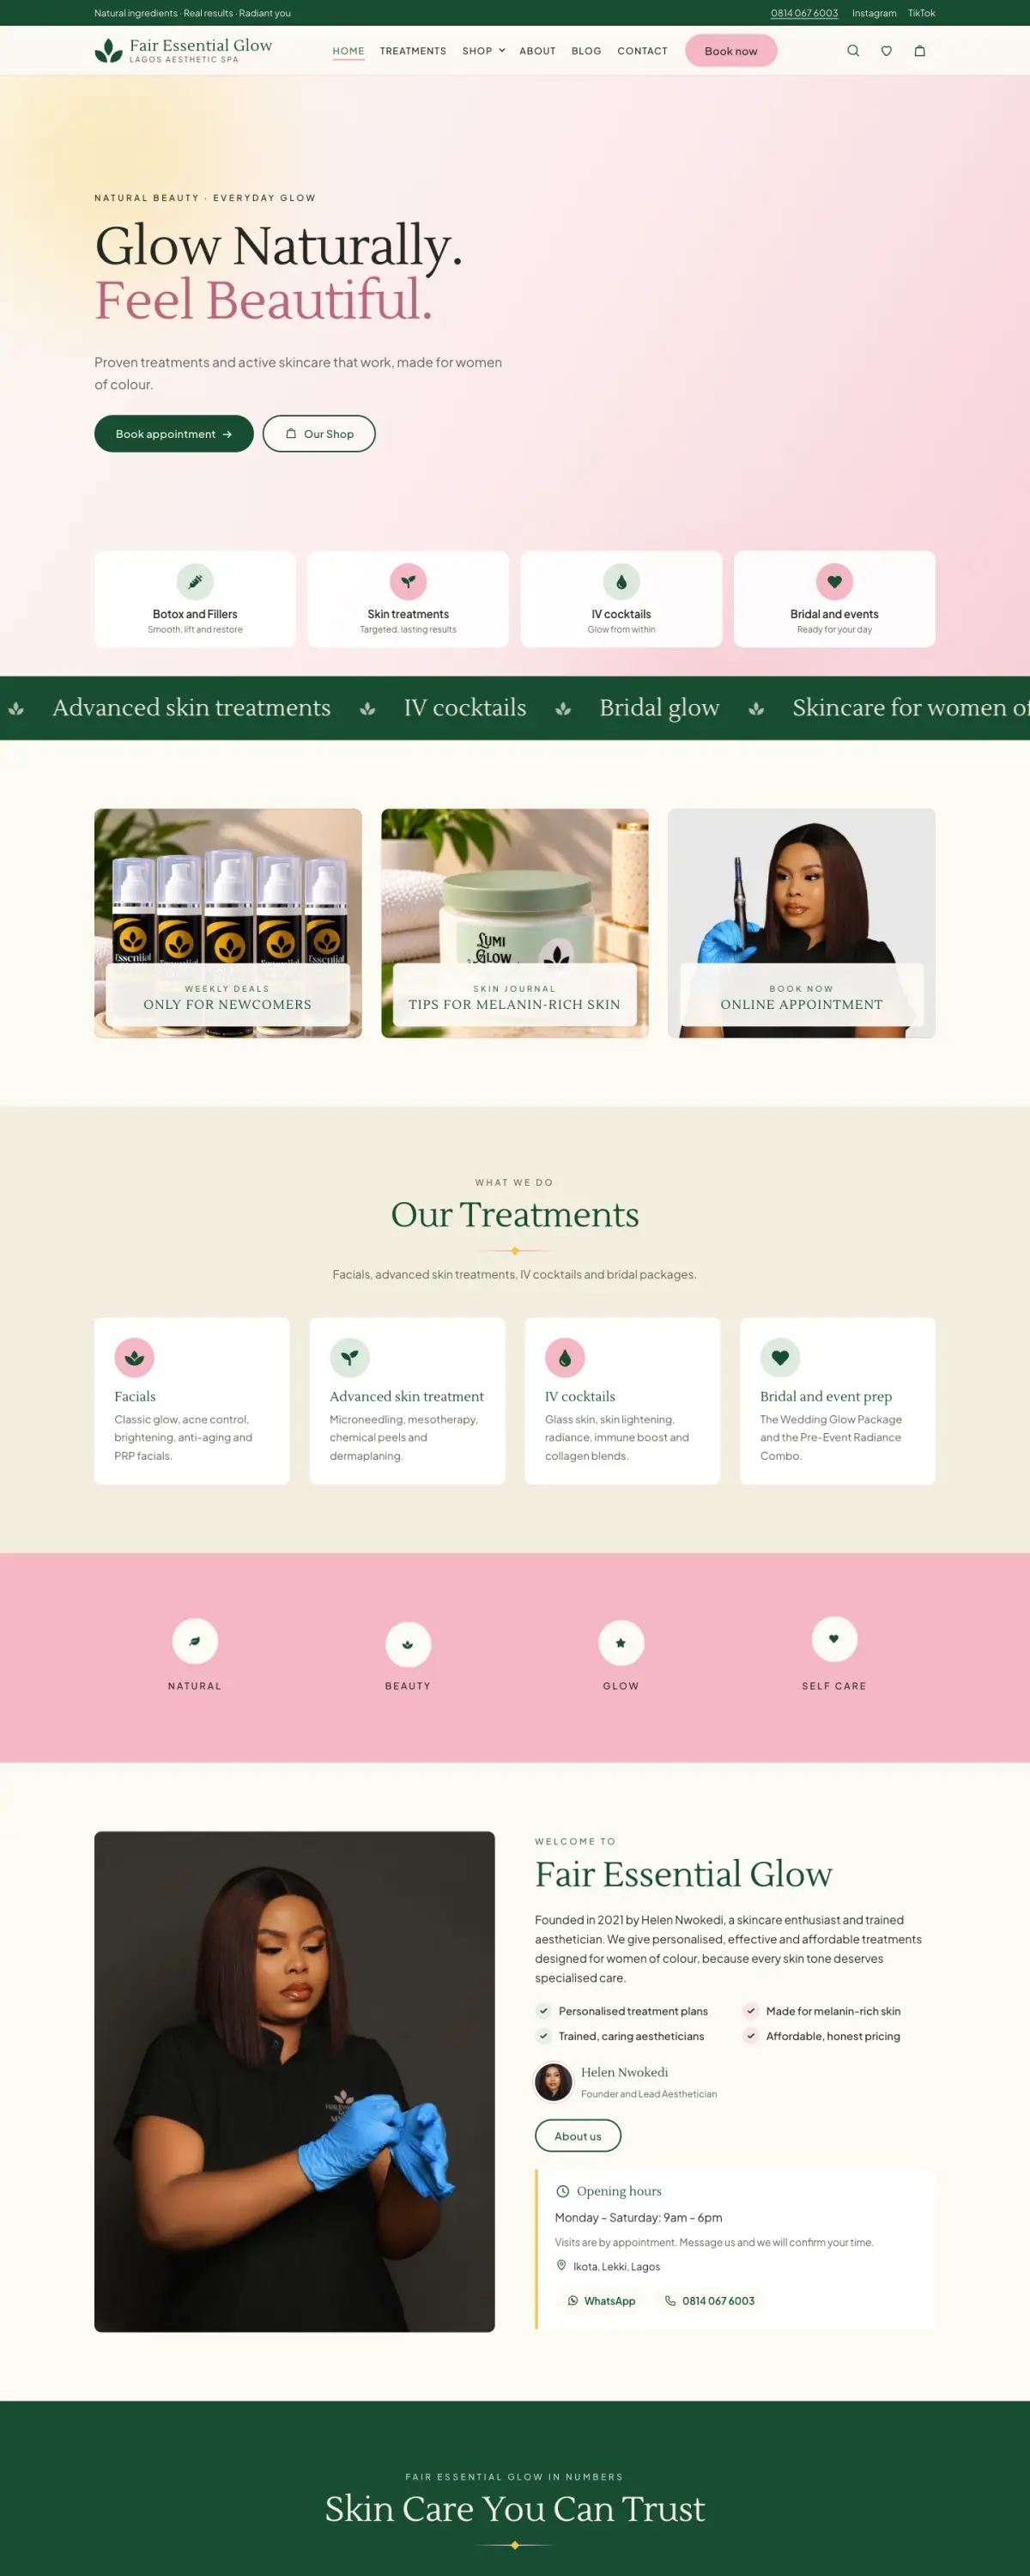 Natural ingredients · Real results · Radiant you
0814 067 6003 Instagram TikTok
Fair Essential Glow
LAGOS AESTHETIC SPA
HOME TREATMENTS SHOP ABOUT BLOG CONTACT Book now
NATURAL BEAUTY · EVERYDAY GLOW
Glow Naturally.
Feel Beautiful.
Proven treatments and active skincare that work, made for women
of colour.
Book appointment → Our Shop
Botox and Fillers
Smooth, lift and restore
Skin treatments
Targeted, lasting results
IV cocktails
Glow from within
Bridal and events
Ready for your day
Advanced skin treatments IV cocktails Bridal glow Skincare for women of
Essential
Essential
WEEKLY DEALS
ONLY FOR NEWCOMERS
LUMI
GLOW
SKIN JOURNAL
TIPS FOR MELANIN-RICH SKIN
BOOK NOW
ONLINE APPOINTMENT
WHAT WE DO
Our Treatments
Facials, advanced skin treatments, IV cocktails and bridal packages.
Facials
Classic glow, acne control,
brightening, anti-aging and
PRP facials.
Advanced skin treatment
Microneedling, mesotherapy,
chemical peels and
dermaplaning.
IV cocktails
Glass skin, skin lightening,
radiance, immune boost and
collagen blends.
Bridal and event prep
The Wedding Glow Package
and the Pre-Event Radiance
Combo.
NATURAL
BEAUTY
GLOW
SELF CARE
WELCOME TO
Fair Essential Glow
Founded in 2021 by Helen Nwokedi, a skincare enthusiast and trained
aesthetician. We give personalised, effective and affordable treatments
designed for women of colour, because every skin tone deserves
specialised care.
Personalised treatment plans
Made for melanin-rich skin
Trained, caring aestheticians
Affordable, honest pricing
Helen Nwokedi
Founder and Lead Aesthetician
About us
Opening hours
Monday – Saturday: 9am – 6pm
Visits are by appointment. Message us and we will confirm your time.
Ikota, Lekki, Lagos
WhatsApp 0814 067 6003
FAIR ESSENTIAL GLOW IN NUMBERS
Skin Care You Can Trust